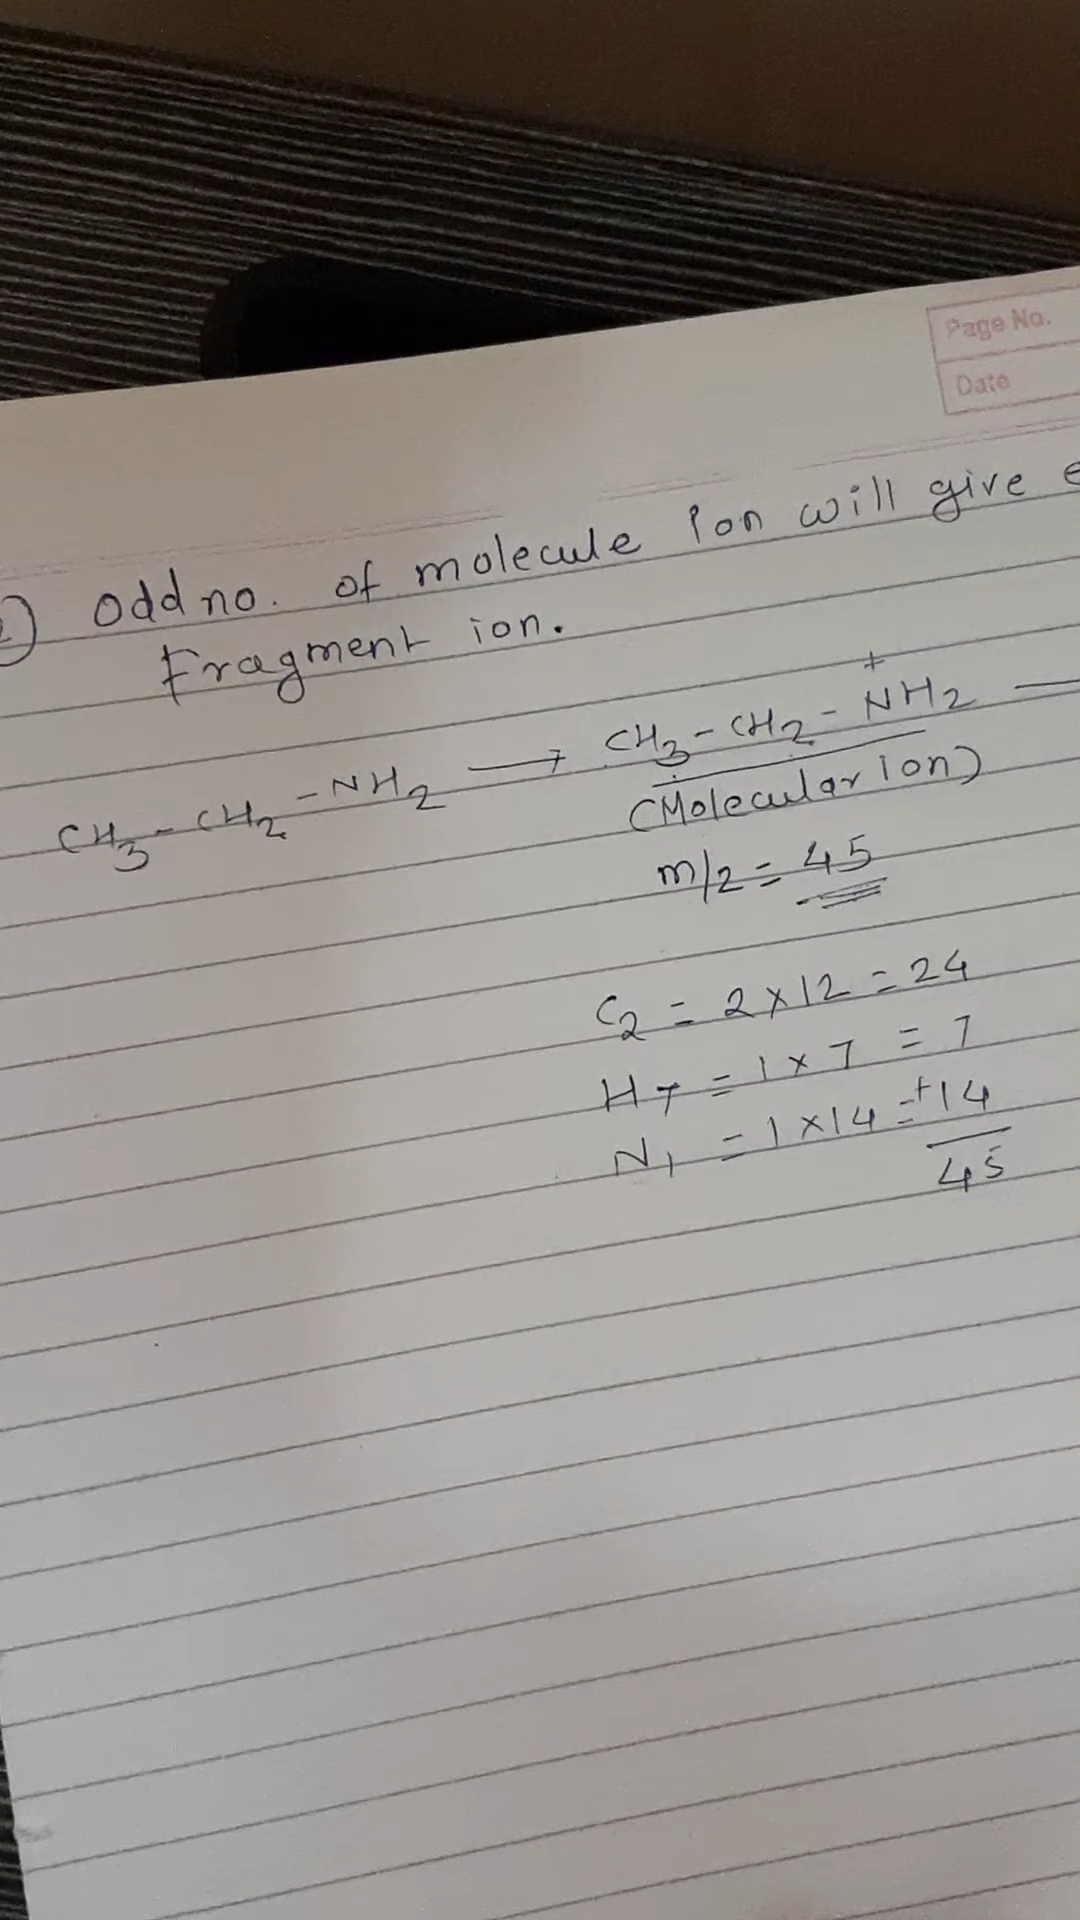 Page No.
Date
Odd no. of molecule Ion will give
Fragment ion.
CH3-CH2-NH2 → CH3-CH2-NH2 +
(Molecular ion)
m/z = 45
C2 = 2×12 = 24
H7 = 1×7 = 7
N1 = 1×14 = +14
45